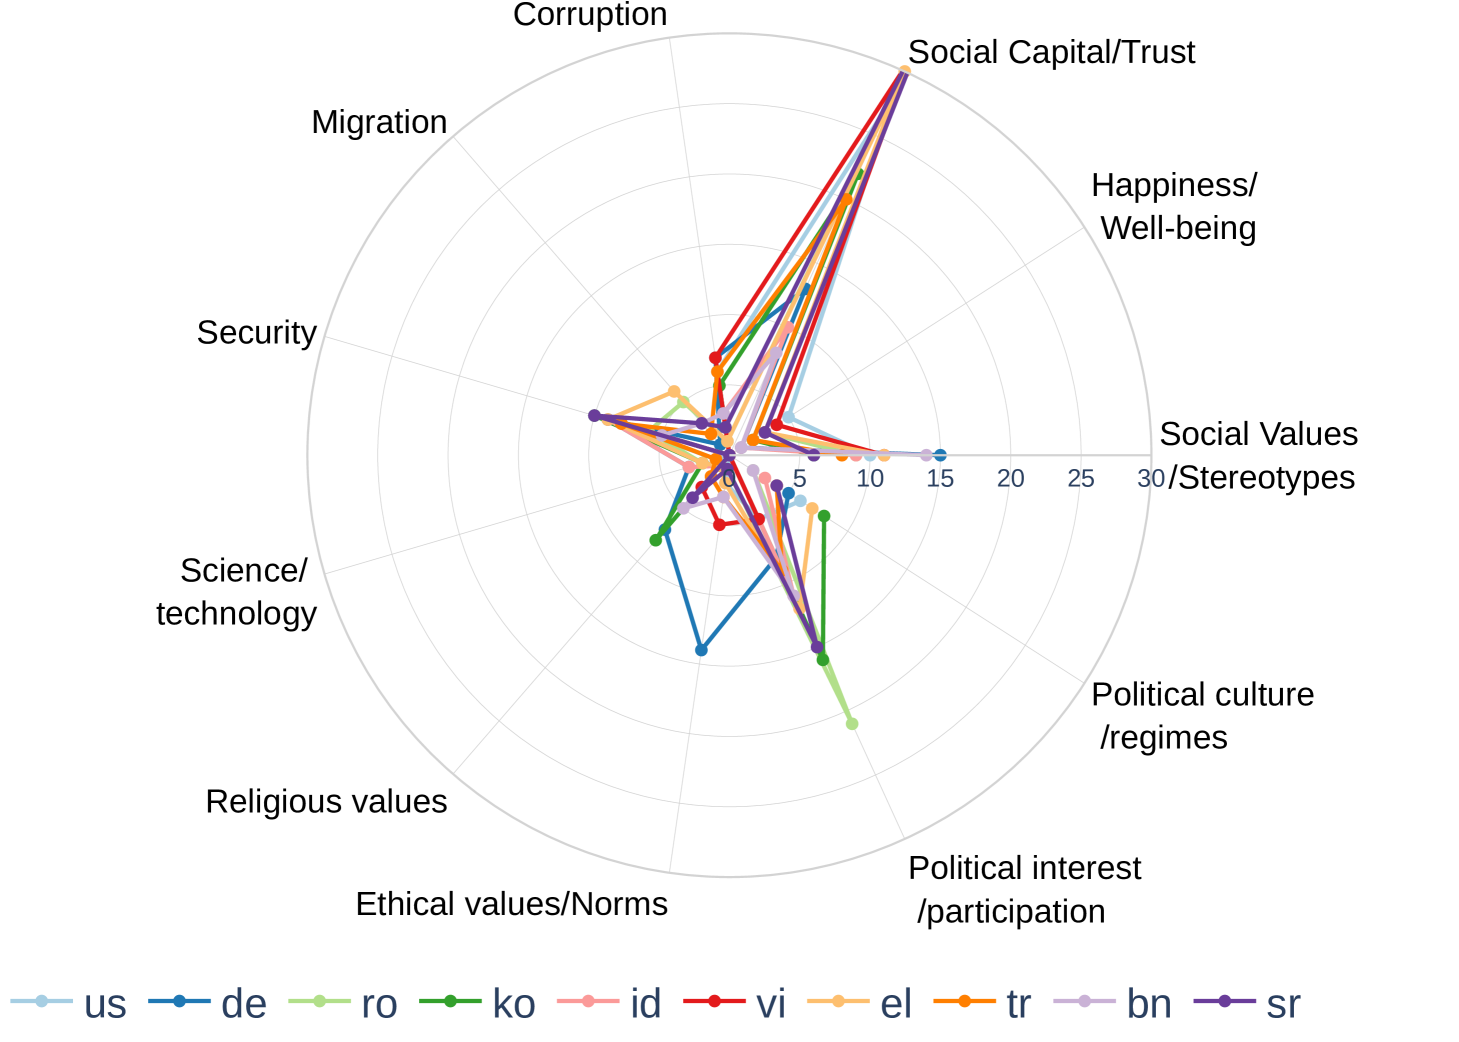 Corruption
Social Capital/Trust
Migration
Happiness/
Well-being
Security
Social Values
/Stereotypes
0 5 10 15 20 25 30
Science/
technology
Political culture
/regimes
Religious values
Political interest
/participation
Ethical values/Norms
us de ro ko id vi el tr bn sr